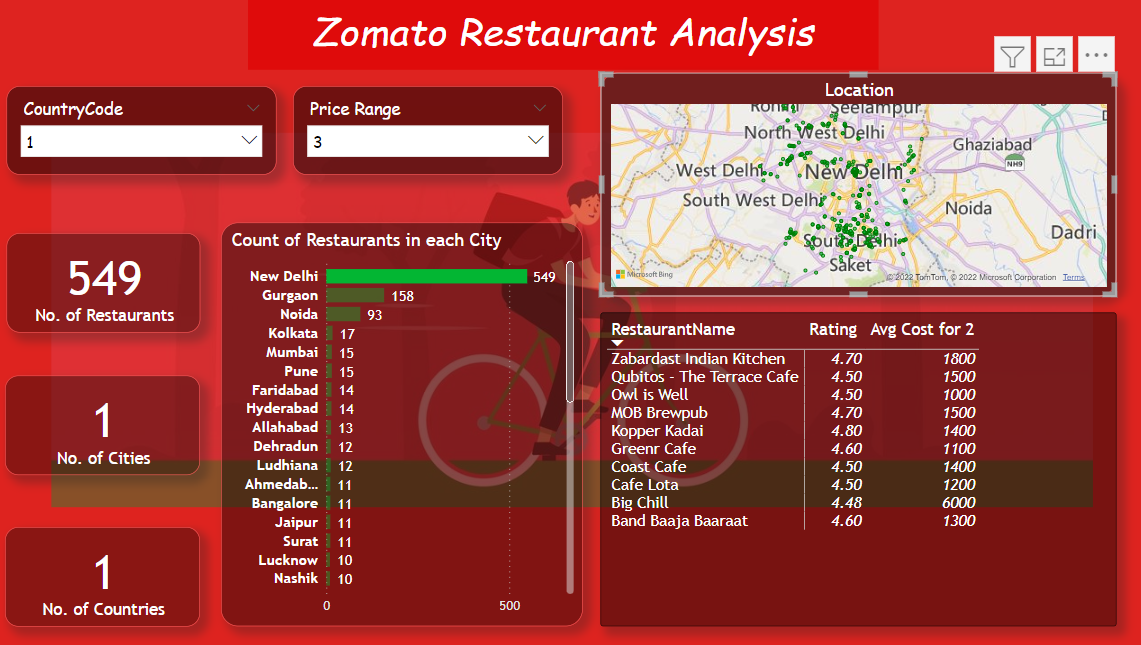 Zomato Restaurant Analysis
CountryCode
1
Price Range
3
Location
Rohini
Seelampur
North West Delhi
Ghaziabad
NH9
West Delhi
New Delhi
South West Delhi
Noida
South Delhi
Dadri
Saket
Microsoft Bing
© 2022 TomTom, © 2022 Microsoft Corporation Terms
549
No. of Restaurants
1
No. of Cities
1
No. of Countries
Count of Restaurants in each City
New Delhi 549
Gurgaon 158
Noida 93
Kolkata 17
Mumbai 15
Pune 15
Faridabad 14
Hyderabad 14
Allahabad 13
Dehradun 12
Ludhiana 12
Ahmedab... 11
Bangalore 11
Jaipur 11
Surat 11
Lucknow 10
Nashik 10
0 500
RestaurantName Rating Avg Cost for 2
Zabardast Indian Kitchen 4.70 1800
Qubitos - The Terrace Cafe 4.50 1500
Owl is Well 4.50 1000
MOB Brewpub 4.70 1500
Kopper Kadai 4.80 1400
Greenr Cafe 4.60 1100
Coast Cafe 4.50 1400
Cafe Lota 4.50 1200
Big Chill 4.48 6000
Band Baaja Baaraat 4.60 1300